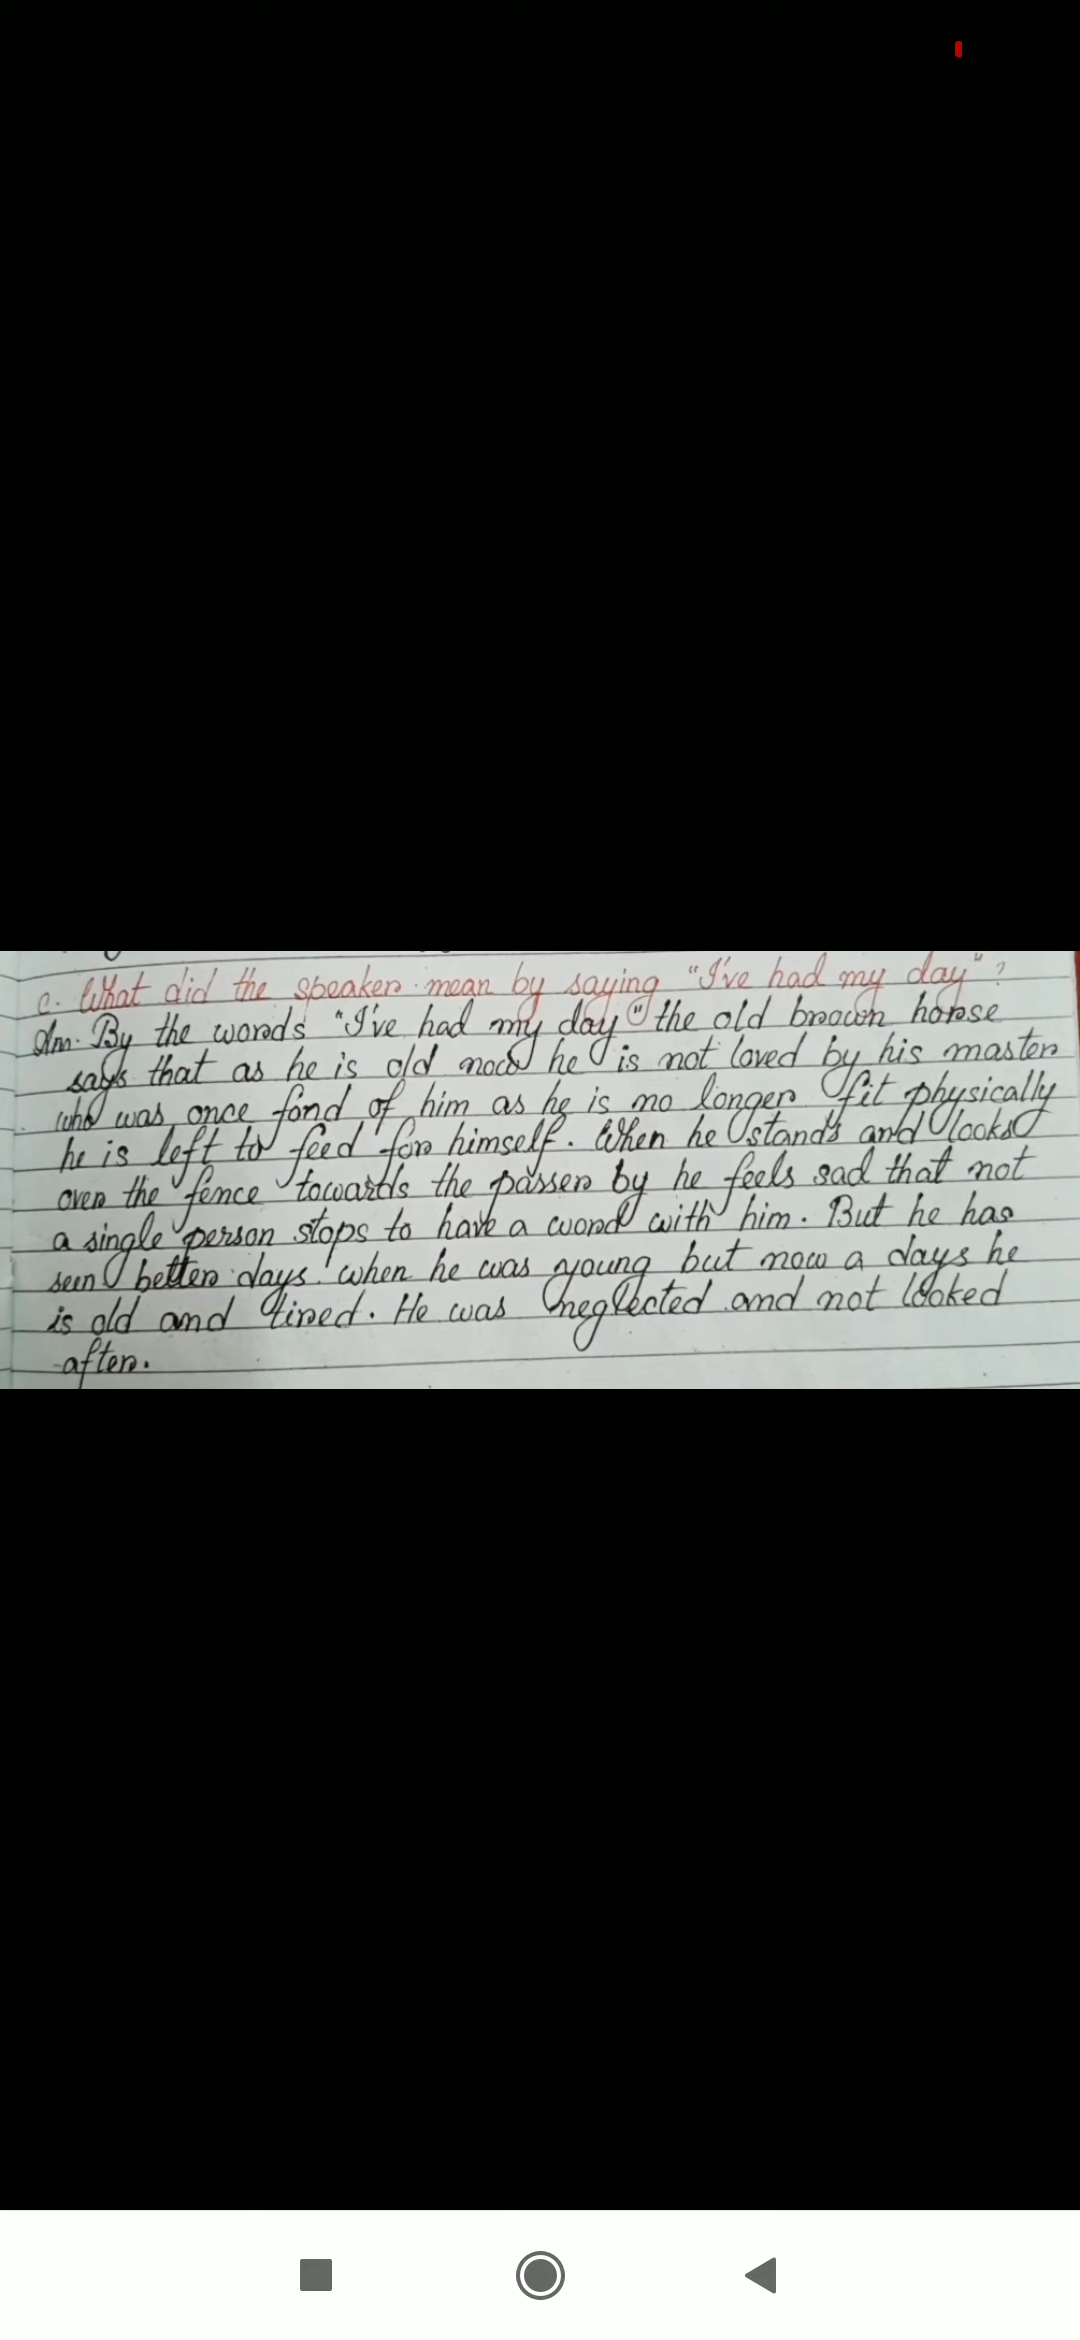 c. What did the speaker mean by saying "I've had my day"?
Ans. By the words "I've had my day" the old brown horse
says that as he is old now he is not loved by his master
who was once fond of him as he is no longer fit physically
he is left to feed for himself. When he stands and looks
over the fence towards the passer by he feels sad that not
a single person stops to have a word with him. But he has
seen better days when he was young but now a days he
is old and tired. He was neglected and not looked
after.